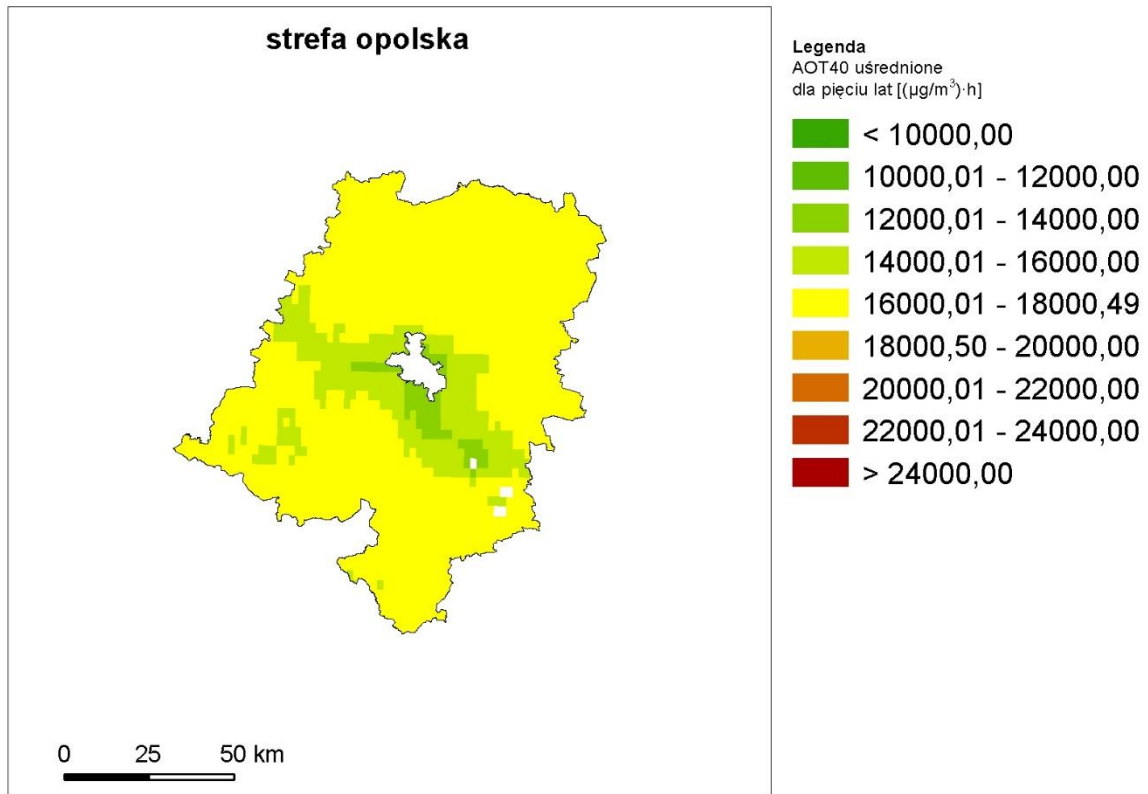 strefa opolska
Legenda
AOT40 uśrednione
dla pięciu lat [(µg/m³)·h]
< 10000,00
10000,01 - 12000,00
12000,01 - 14000,00
14000,01 - 16000,00
16000,01 - 18000,49
18000,50 - 20000,00
20000,01 - 22000,00
22000,01 - 24000,00
> 24000,00
0 25 50 km